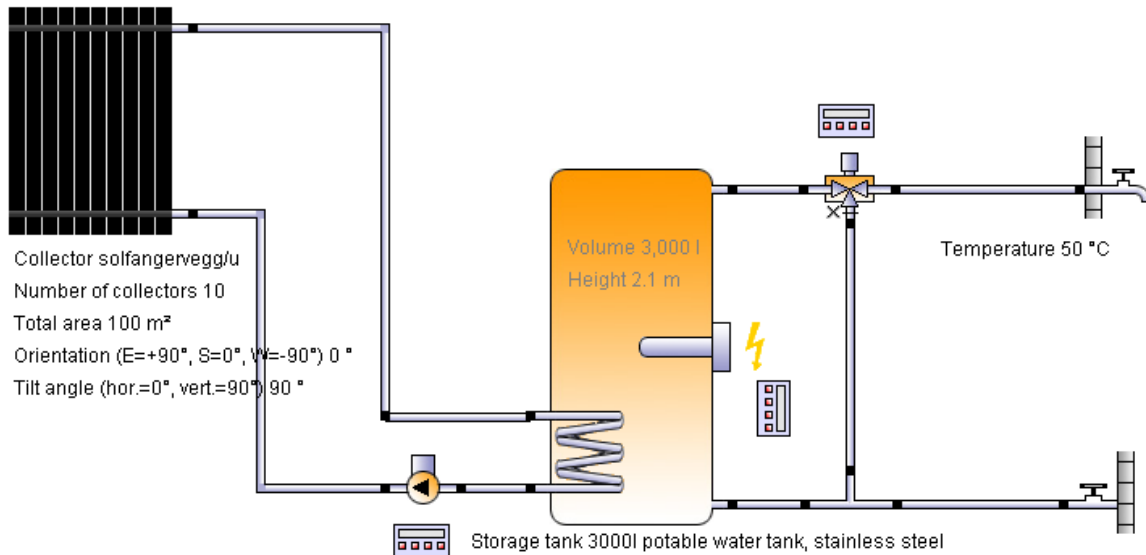 Collector solfangervegg/u
Number of collectors 10
Total area 100 m²
Orientation (E=+90°, S=0°, W=-90°) 0 °
Tilt angle (hor.=0°, vert.=90°) 90 °
Volume 3,000 l
Height 2.1 m
Temperature 50 °C
Storage tank 3000l potable water tank, stainless steel